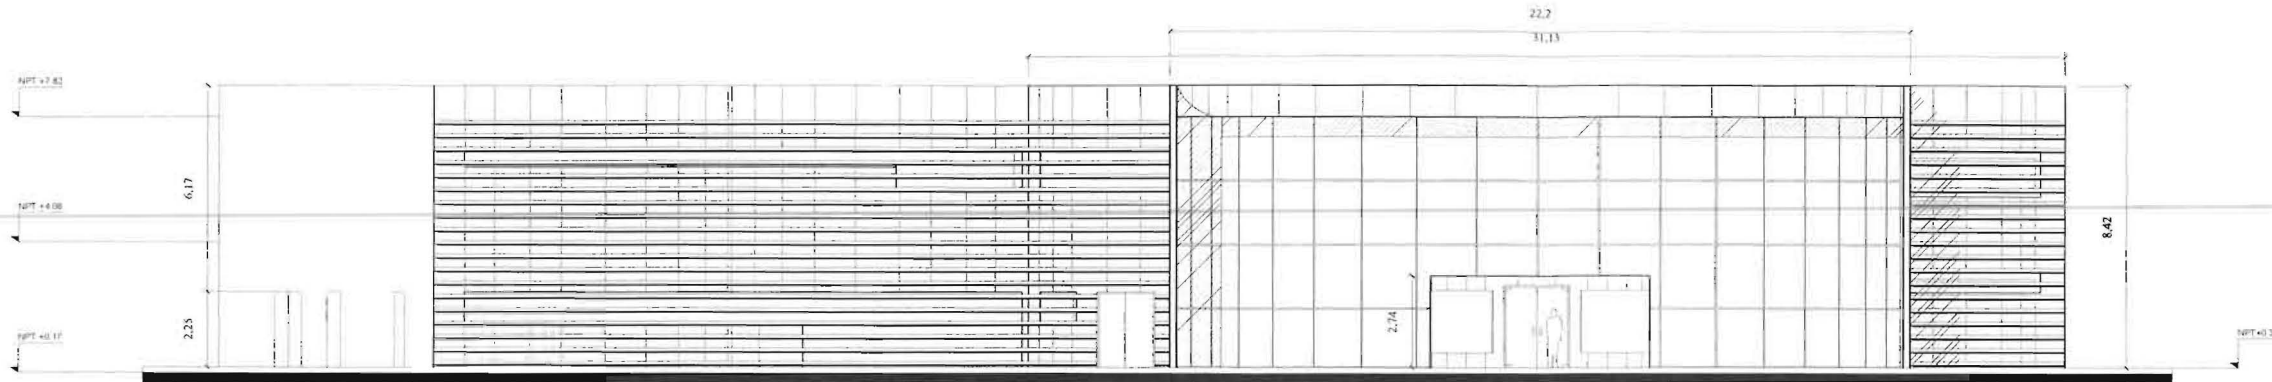 22,2
31,13
NPT +7.82
6,17
NPT +4.08
8,42
2,25
2,74
NPT +0.17